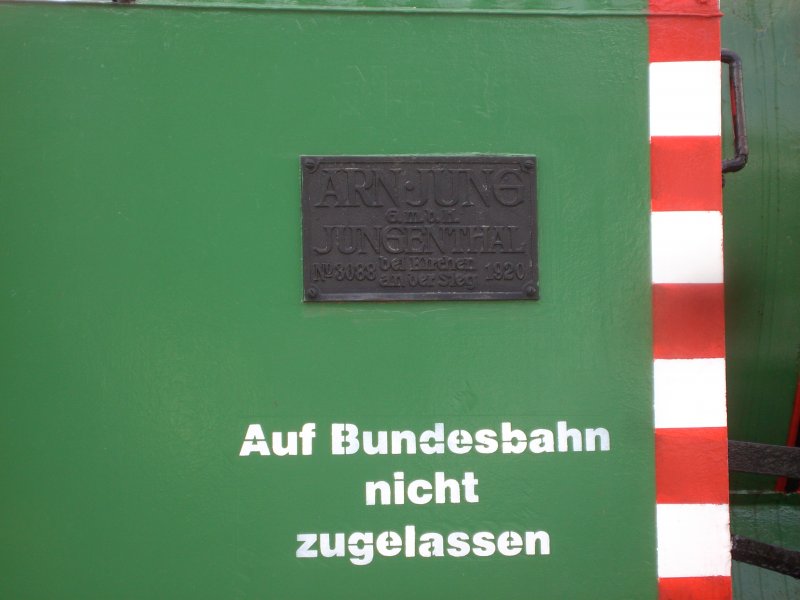 ARN·JUNG
G.m.b.H.
JUNGENTHAL
No 3088 bei Kirchen 1920
an der Sieg
Auf Bundesbahn
nicht
zugelassen